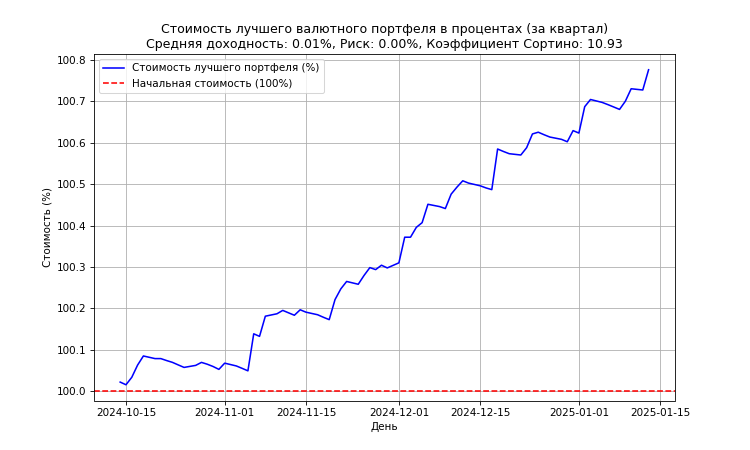 Стоимость лучшего валютного портфеля в процентах (за квартал)
Средняя доходность: 0.01%, Риск: 0.00%, Коэффициент Сортино: 10.93
Стоимость лучшего портфеля (%)
Начальная стоимость (100%)
Стоимость (%)
100.8
100.7
100.6
100.5
100.4
100.3
100.2
100.1
100.0
2024-10-15
2024-11-01
2024-11-15
2024-12-01
2024-12-15
2025-01-01
2025-01-15
День